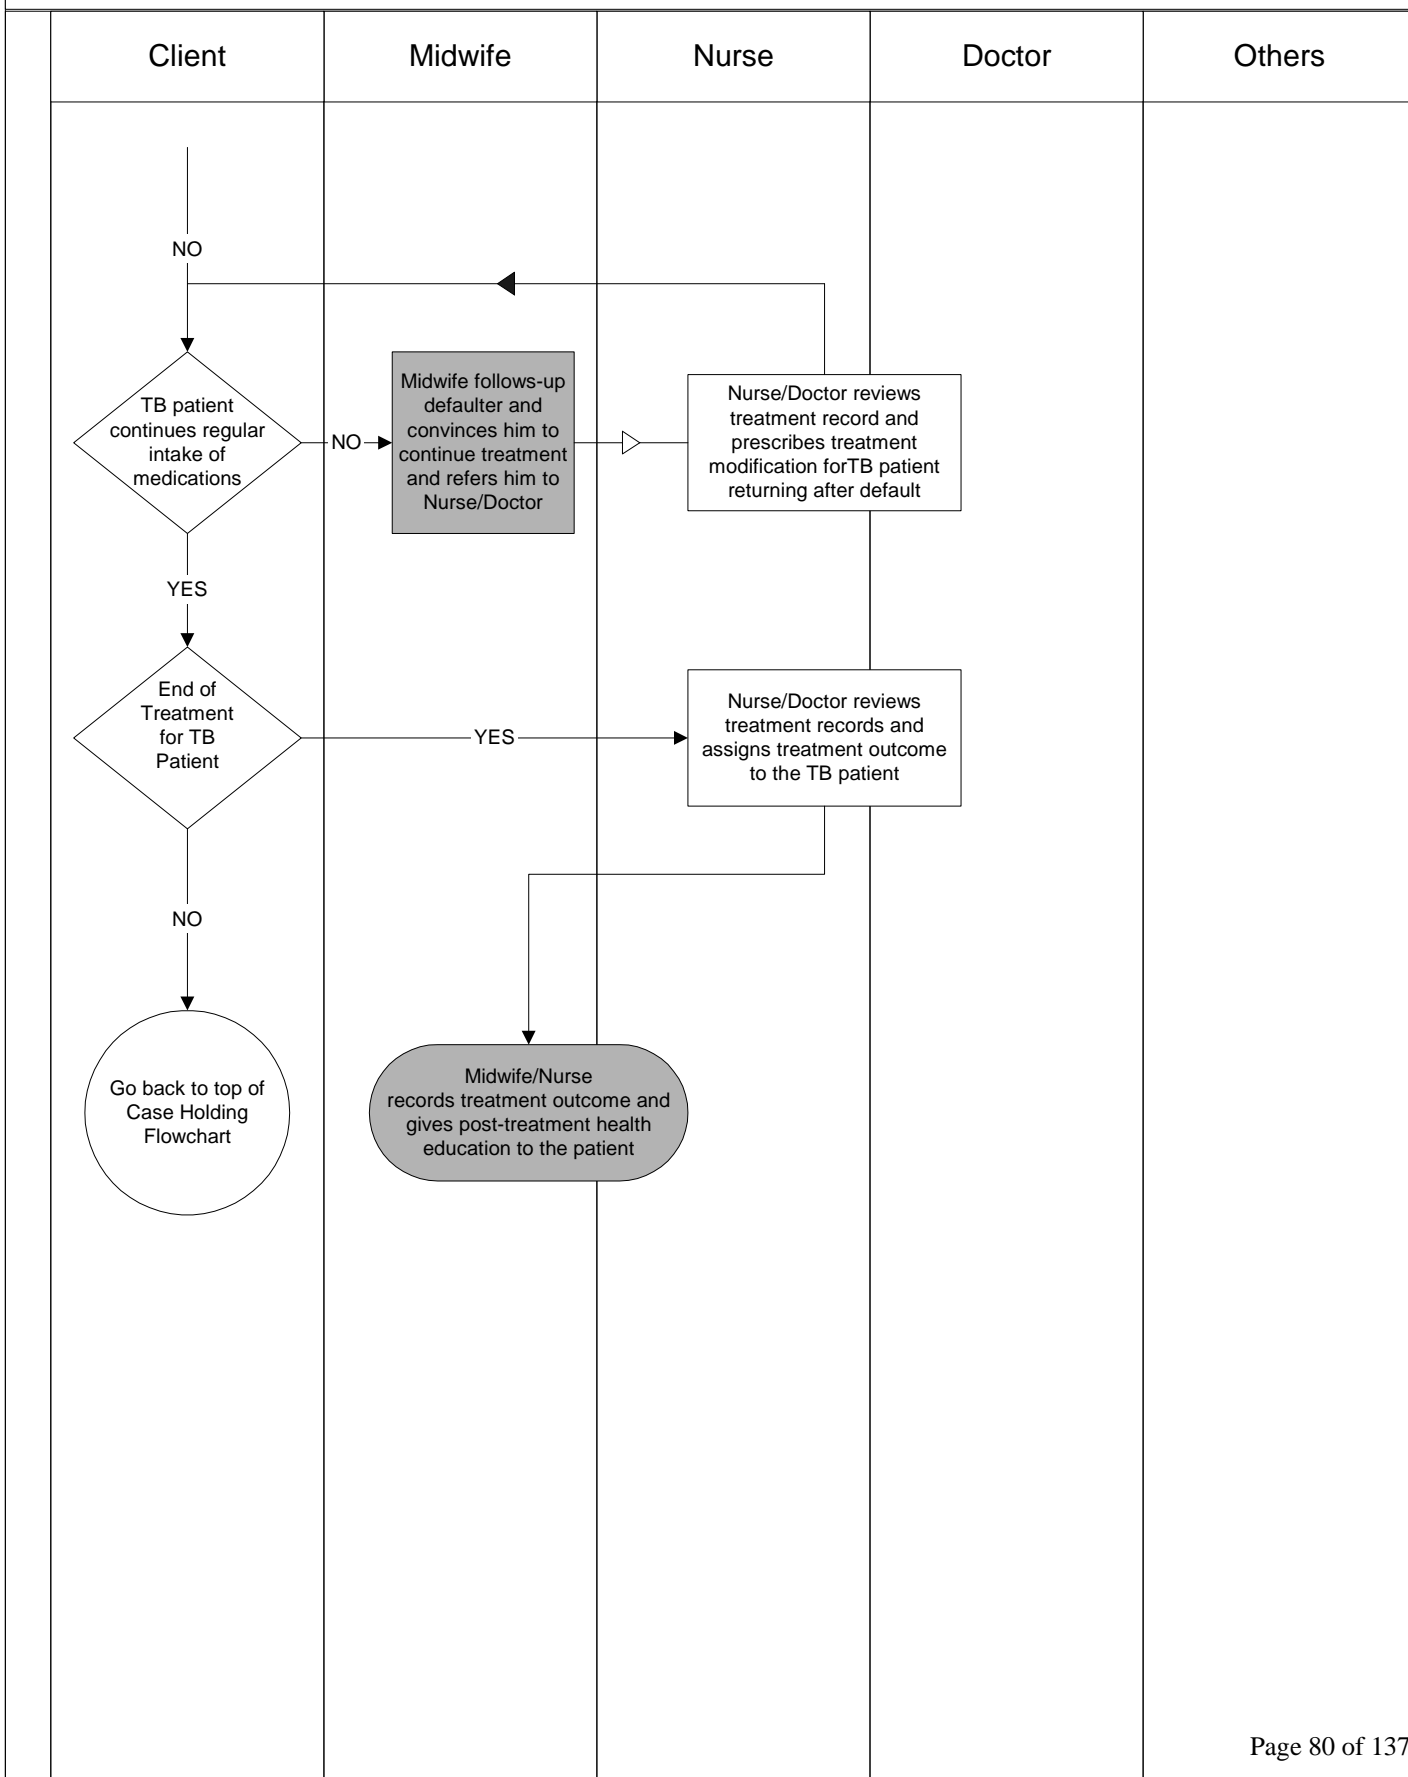 Client
Midwife
Nurse
Doctor
Others
NO
TB patient
continues regular
intake of
medications
NO
Midwife follows-up
defaulter and
convinces him to
continue treatment
and refers him to
Nurse/Doctor
Nurse/Doctor reviews
treatment record and
prescribes treatment
modification forTB patient
returning after default
YES
End of
Treatment
for TB
Patient
YES
Nurse/Doctor reviews
treatment records and
assigns treatment outcome
to the TB patient
NO
Go back to top of
Case Holding
Flowchart
Midwife/Nurse
records treatment outcome and
gives post-treatment health
education to the patient
Page 80 of 137